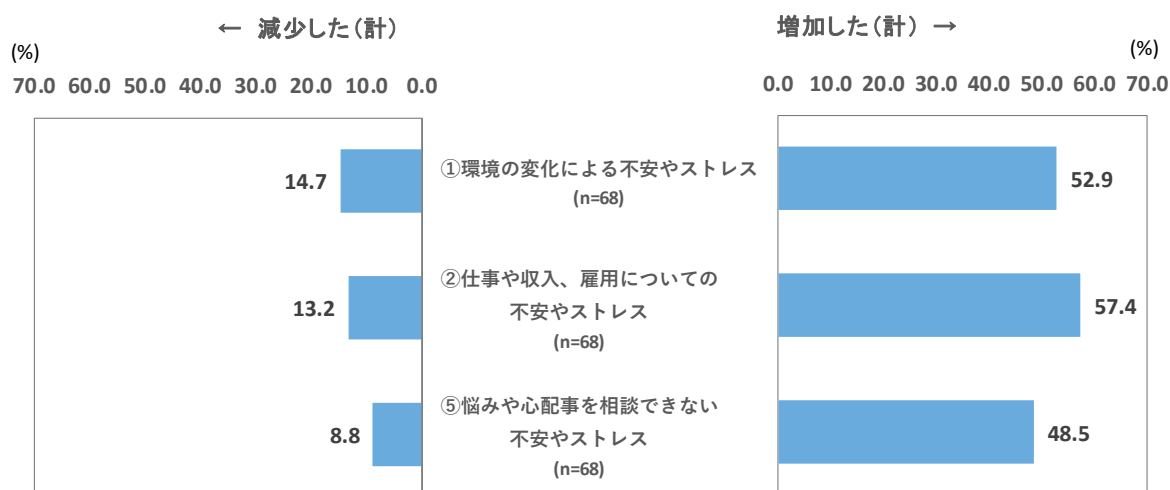 ← 減少した（計）
増加した（計） →
(%)
(%)
70.0 60.0 50.0 40.0 30.0 20.0 10.0 0.0
0.0 10.0 20.0 30.0 40.0 50.0 60.0 70.0
14.7
①環境の変化による不安やストレス
(n=68)
52.9
13.2
②仕事や収入、雇用についての
不安やストレス
(n=68)
57.4
8.8
⑤悩みや心配事を相談できない
不安やストレス
(n=68)
48.5